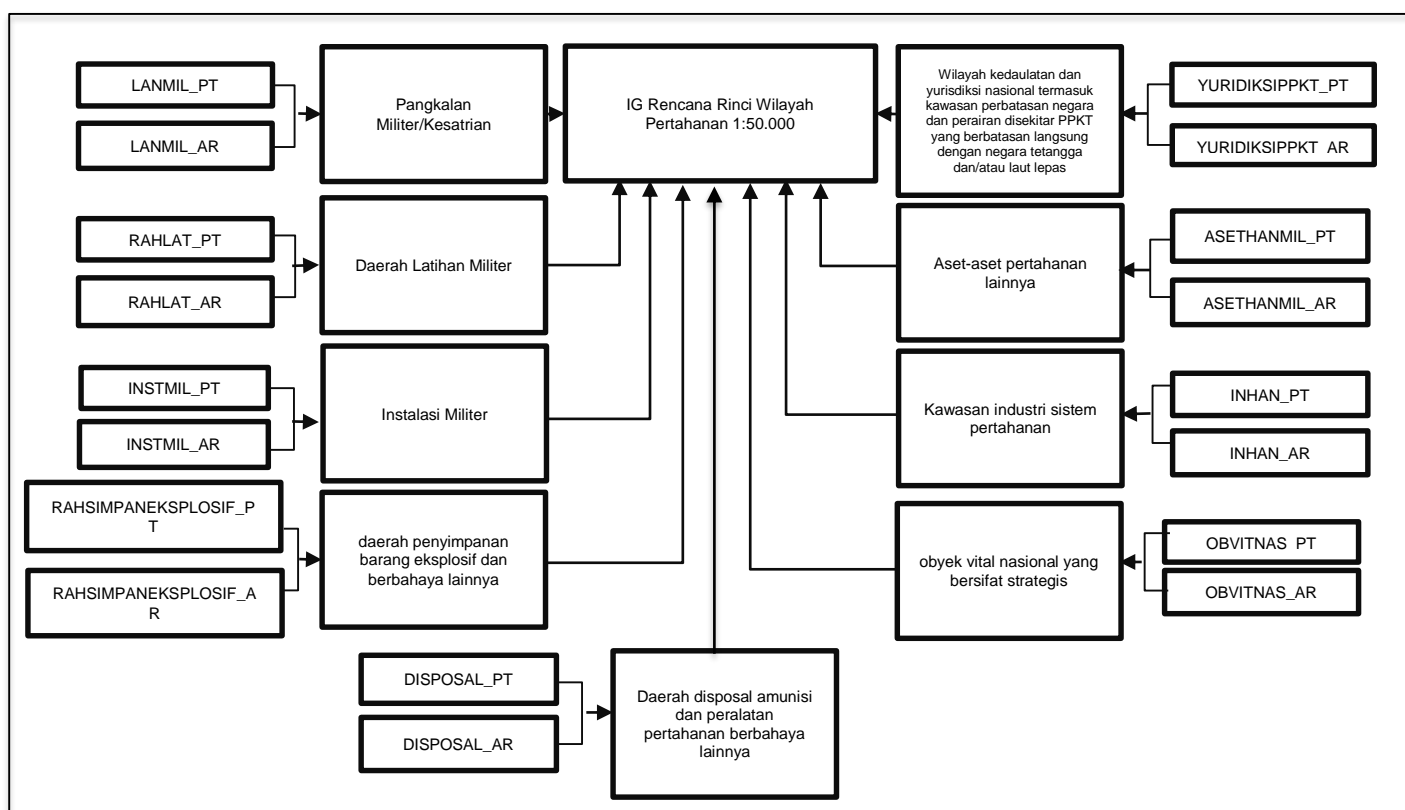 LANMIL_PT
LANMIL_AR
Pangkalan
Militer/Kesatrian
IG Rencana Rinci Wilayah
Pertahanan 1:50.000
Wilayah kedaulatan dan
yurisdiksi nasional termasuk
kawasan perbatasan negara
dan perairan disekitar PPKT
yang berbatasan langsung
dengan negara tetangga
dan/atau laut lepas
YURIDIKSIPPKT_PT
YURIDIKSIPPKT_AR
RAHLAT_PT
RAHLAT_AR
Daerah Latihan Militer
Aset-aset pertahanan
lainnya
ASETHANMIL_PT
ASETHANMIL_AR
INSTMIL_PT
INSTMIL_AR
Instalasi Militer
Kawasan industri sistem
pertahanan
INHAN_PT
INHAN_AR
RAHSIMPANEKSPLOSIF_P
T
RAHSIMPANEKSPLOSIF_A
R
daerah penyimpanan
barang eksplosif dan
berbahaya lainnya
obyek vital nasional yang
bersifat strategis
OBVITNAS_PT
OBVITNAS_AR
DISPOSAL_PT
DISPOSAL_AR
Daerah disposal amunisi
dan peralatan
pertahanan berbahaya
lainnya